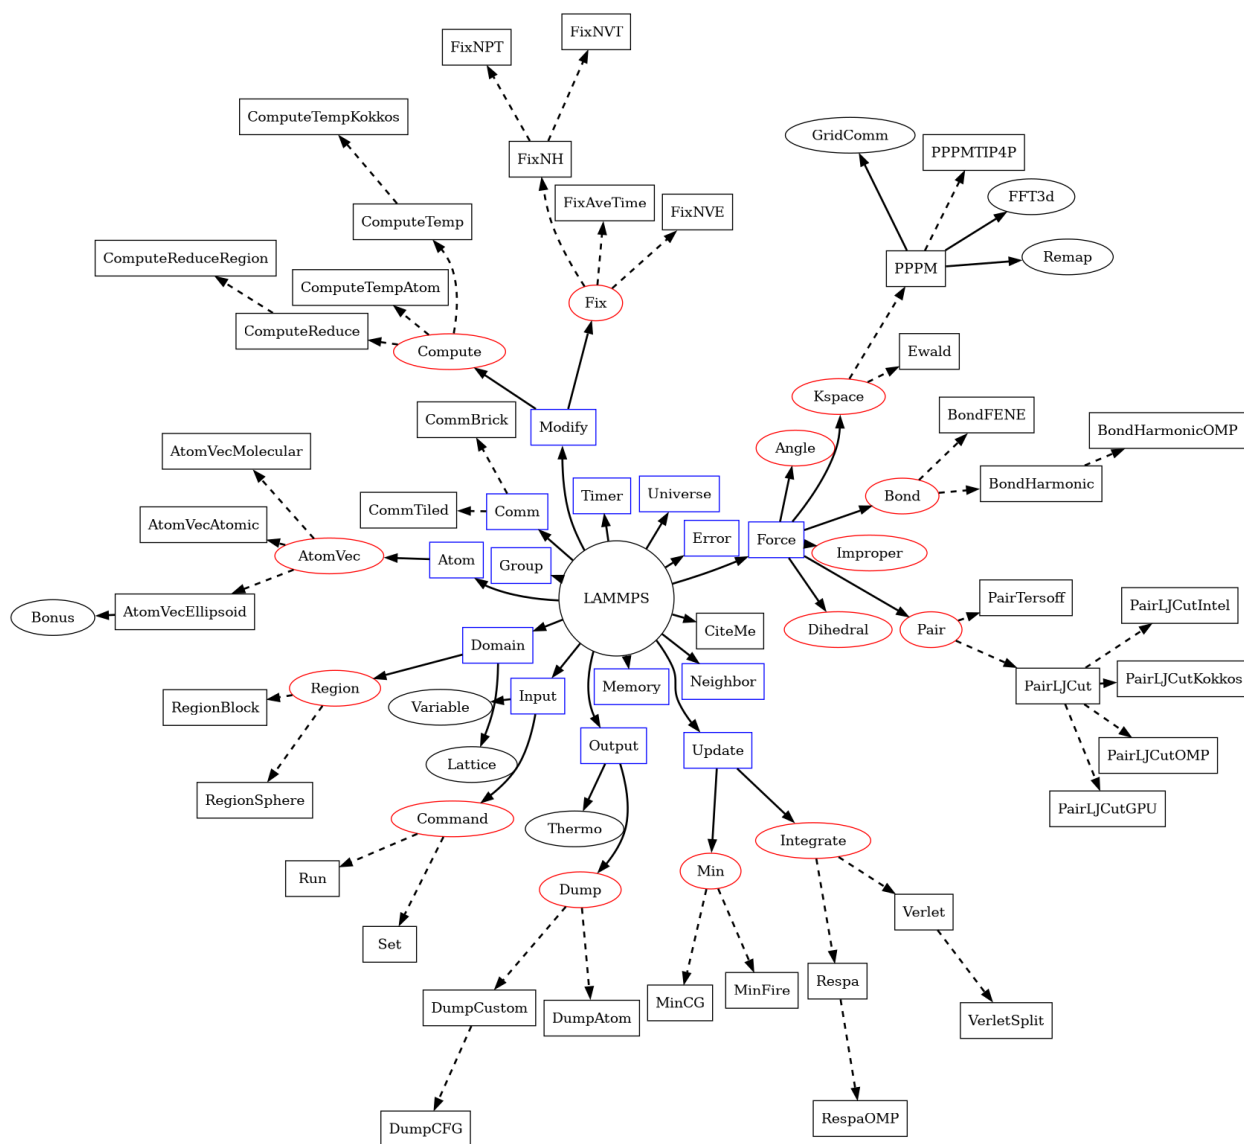 FixNVT
FixNPT
ComputeTempKokkos
GridComm
PPPMTIP4P
FixNH
FFT3d
FixAveTime
FixNVE
ComputeTemp
ComputeReduceRegion
Remap
PPPM
ComputeTempAtom
Fix
ComputeReduce
Compute
Ewald
Kspace
BondFENE
CommBrick
Modify
BondHarmonicOMP
AtomVecMolecular
Angle
BondHarmonic
Timer
Universe
Bond
CommTiled
Comm
AtomVecAtomic
Error
Force
Improper
AtomVec
Atom
Group
LAMMPS
PairTersoff
PairLJCutIntel
Bonus
AtomVecEllipsoid
CiteMe
Dihedral
Pair
Domain
PairLJCutKokkos
Neighbor
Memory
PairLJCut
Region
Input
RegionBlock
Variable
Output
Update
PairLJCutOMP
Lattice
RegionSphere
PairLJCutGPU
Command
Thermo
Integrate
Min
Run
Dump
Verlet
Set
Respa
MinFire
MinCG
DumpCustom
DumpAtom
VerletSplit
RespaOMP
DumpCFG